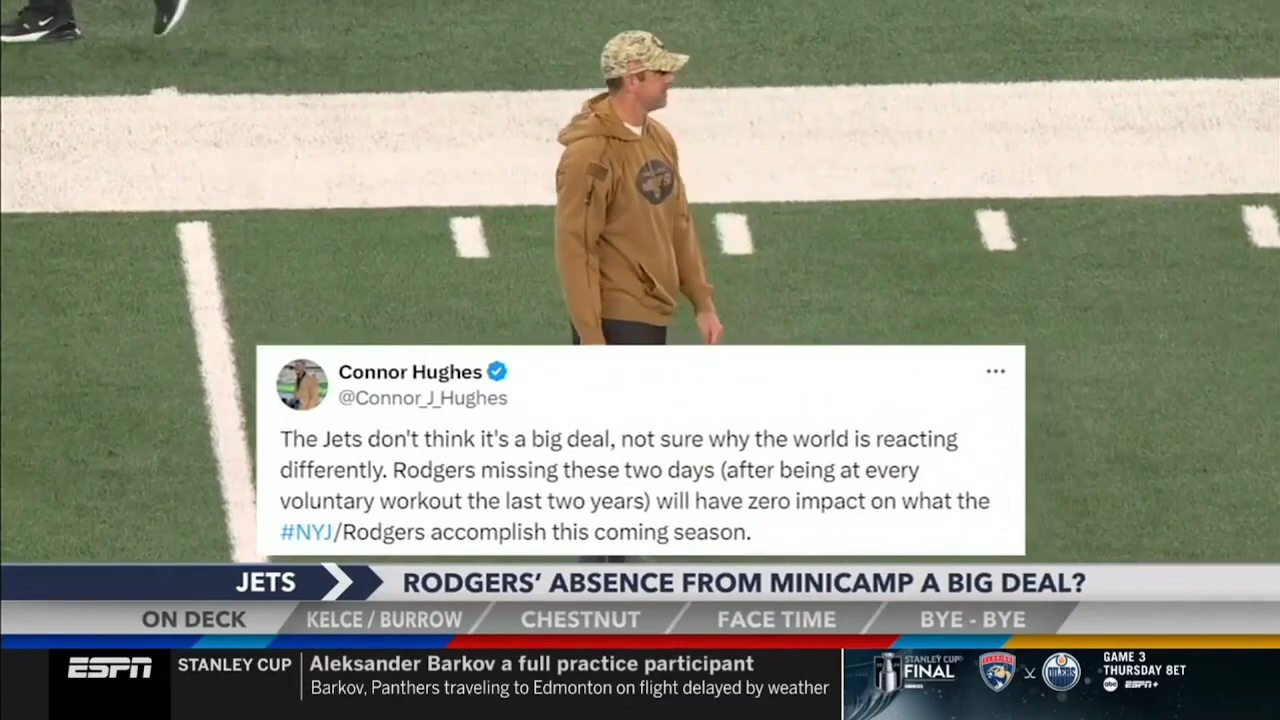 Connor Hughes
@Connor_J_Hughes
The Jets don't think it's a big deal, not sure why the world is reacting
differently. Rodgers missing these two days (after being at every
voluntary workout the last two years) will have zero impact on what the
#NYJ/Rodgers accomplish this coming season.
JETS
RODGERS' ABSENCE FROM MINICAMP A BIG DEAL?
ON DECK
KELCE / BURROW
CHESTNUT
FACE TIME
BYE - BYE
ESPN
STANLEY CUP
Aleksander Barkov a full practice participant
Barkov, Panthers traveling to Edmonton on flight delayed by weather
STANLEY CUP
FINAL
FLORIDA
V
OILERS
GAME 3
THURSDAY 8ET
abc ESPN+